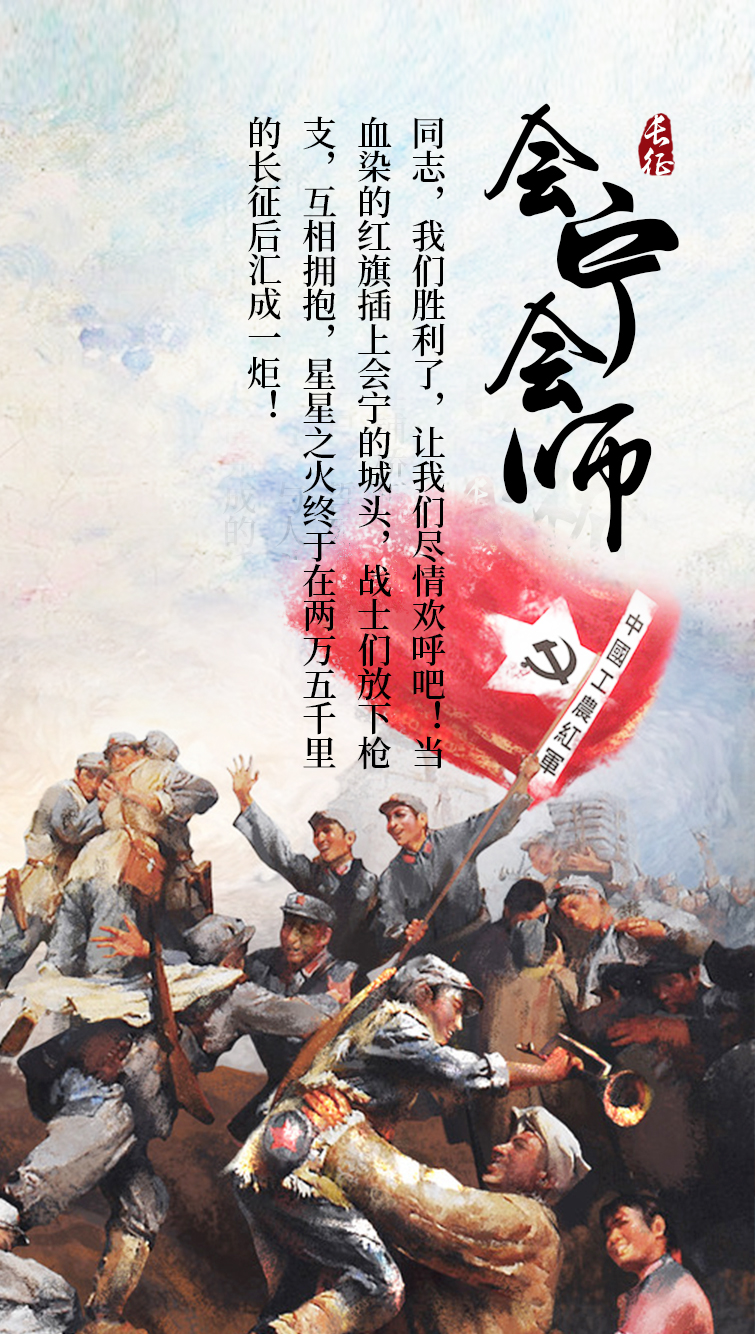 长征
会宁会师
同志，我们胜利了，让我们尽情欢呼吧！当
血染的红旗插上会宁的城头，战士们放下枪
支，互相拥抱，星星之火终于在两万五千里
的长征后汇成一炬！
中國工農紅軍